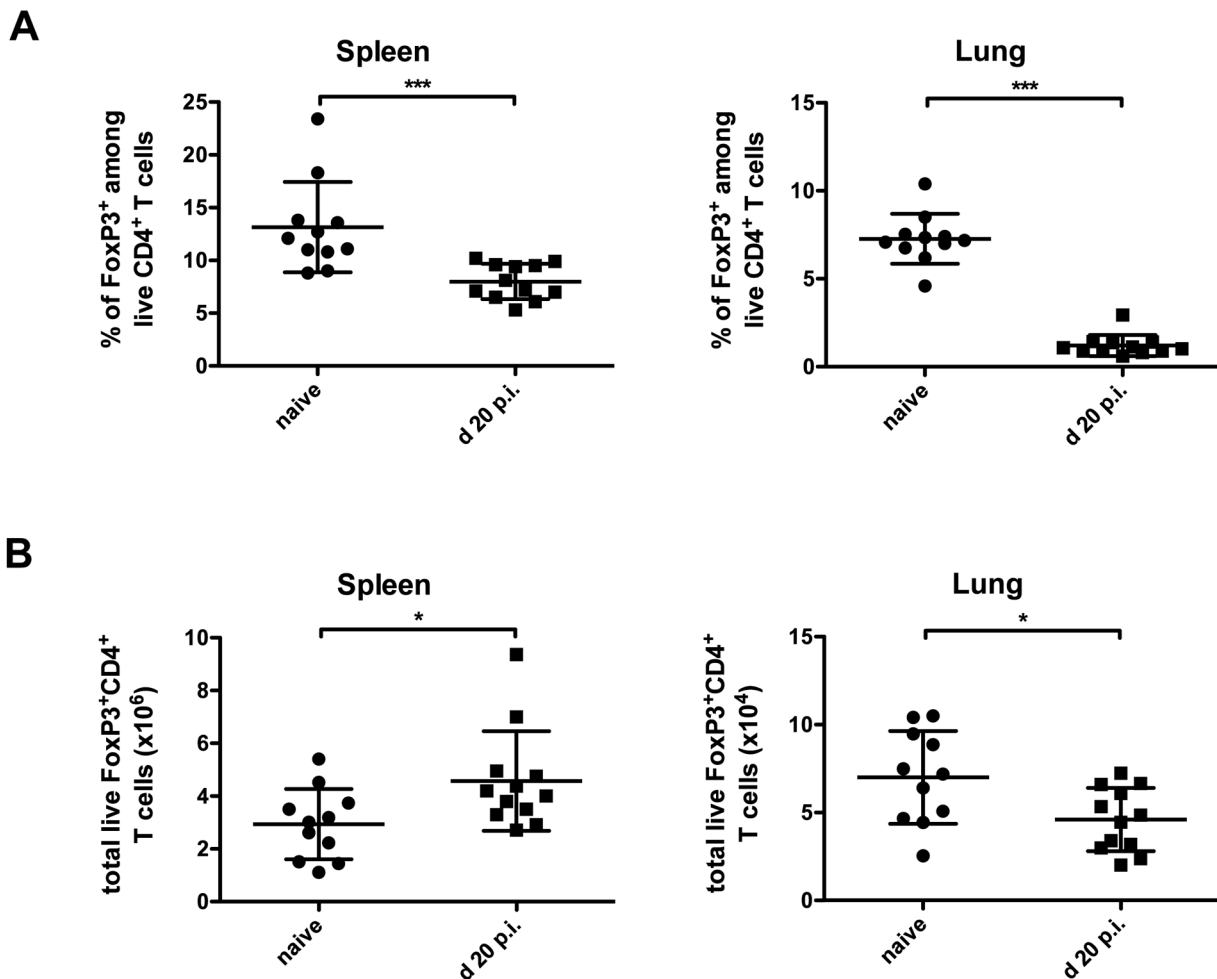 A
Spleen
***
% of FoxP3⁺ among
live CD4⁺ T cells
25
20
15
10
5
0
naive
d 20 p.i.
Lung
***
% of FoxP3⁺ among
live CD4⁺ T cells
15
10
5
0
naive
d 20 p.i.
B
Spleen
*
total live FoxP3⁺CD4⁺
T cells (x10⁶)
10
8
6
4
2
0
naive
d 20 p.i.
Lung
*
total live FoxP3⁺CD4⁺
T cells (x10⁴)
15
10
5
0
naive
d 20 p.i.